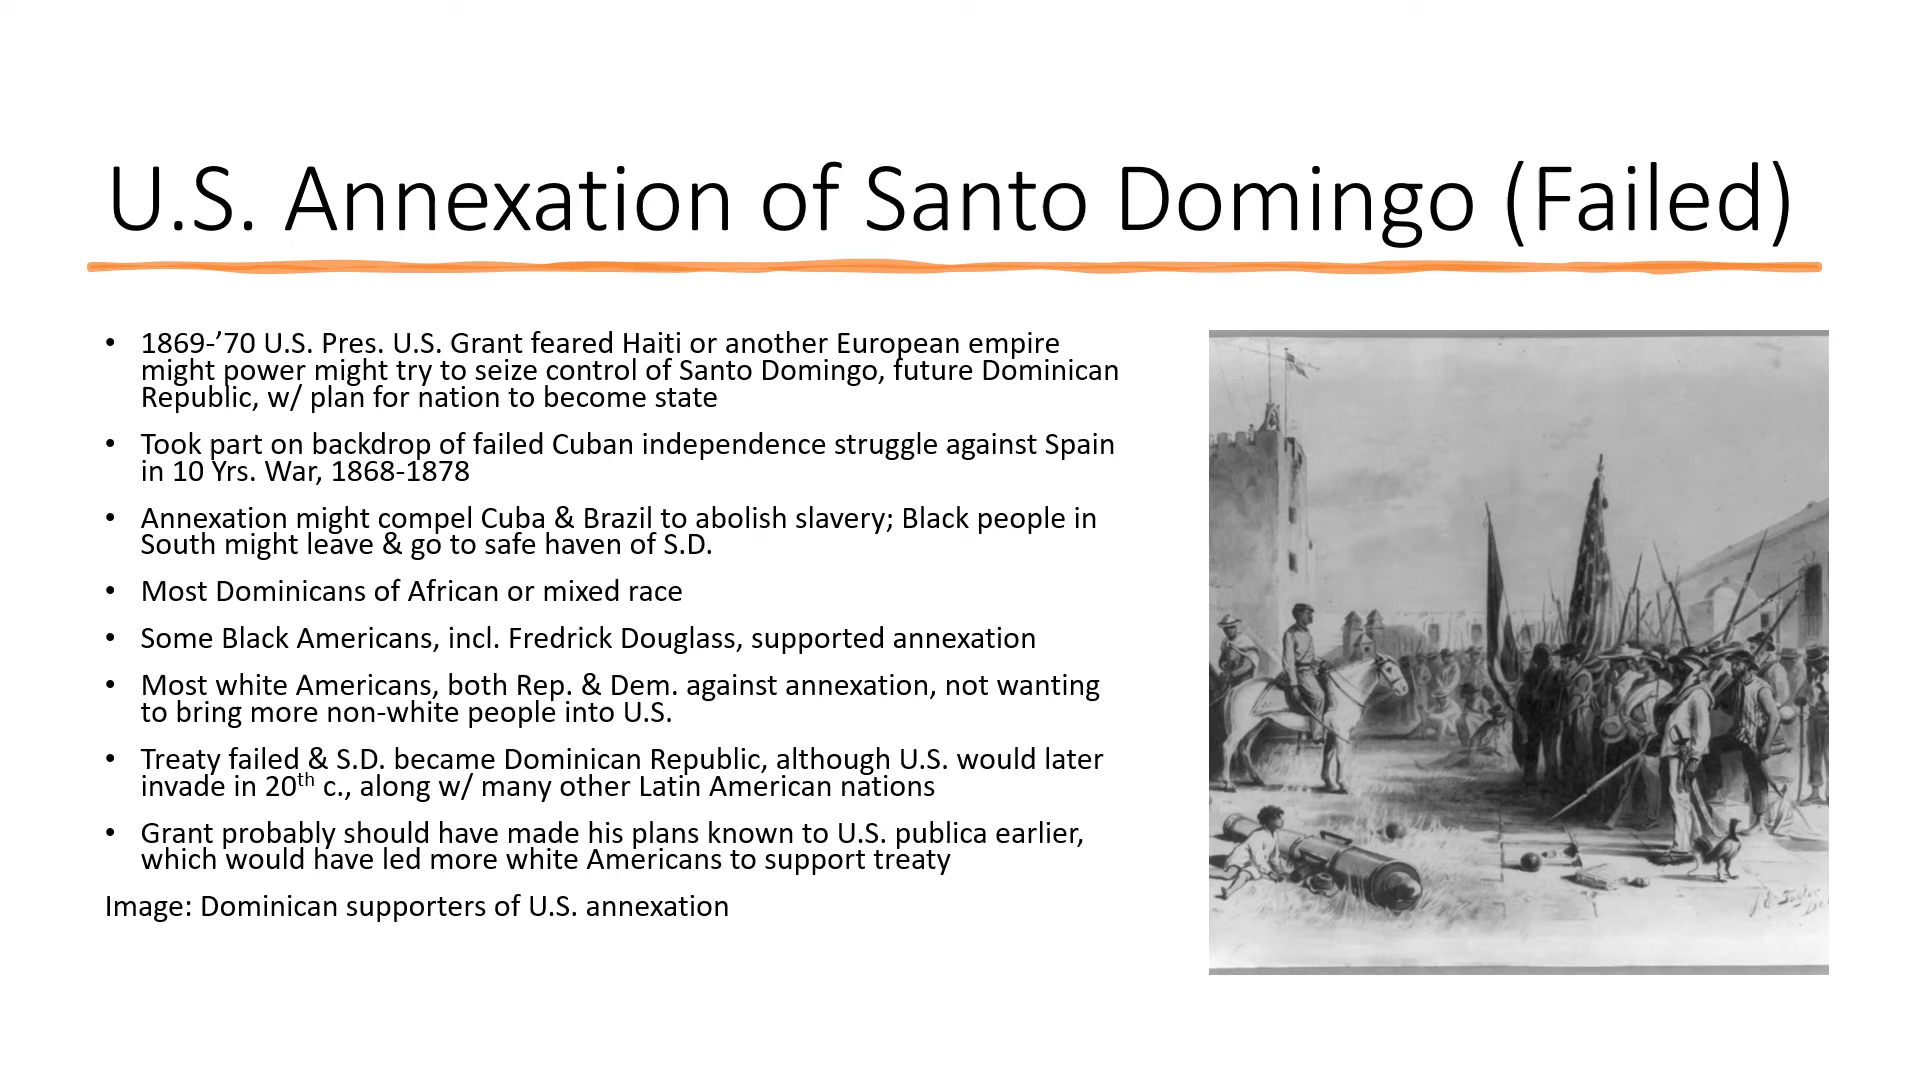 U.S. Annexation of Santo Domingo (Failed)
• 1869-’70 U.S. Pres. U.S. Grant feared Haiti or another European empire
might power might try to seize control of Santo Domingo, future Dominican
Republic, w/ plan for nation to become state
• Took part on backdrop of failed Cuban independence struggle against Spain
in 10 Yrs. War, 1868-1878
• Annexation might compel Cuba & Brazil to abolish slavery; Black people in
South might leave & go to safe haven of S.D.
• Most Dominicans of African or mixed race
• Some Black Americans, incl. Fredrick Douglass, supported annexation
• Most white Americans, both Rep. & Dem. against annexation, not wanting
to bring more non-white people into U.S.
• Treaty failed & S.D. became Dominican Republic, although U.S. would later
invade in 20th c., along w/ many other Latin American nations
• Grant probably should have made his plans known to U.S. publica earlier,
which would have led more white Americans to support treaty
Image: Dominican supporters of U.S. annexation